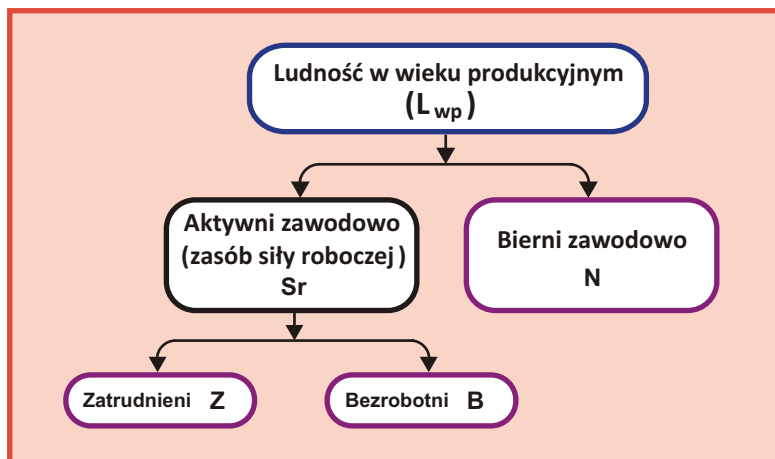 Ludność w wieku produkcyjnym
(L wp )
Aktywni zawodowo
(zasób siły roboczej )
Sr
Bierni zawodowo
N
Zatrudnieni Z
Bezrobotni B